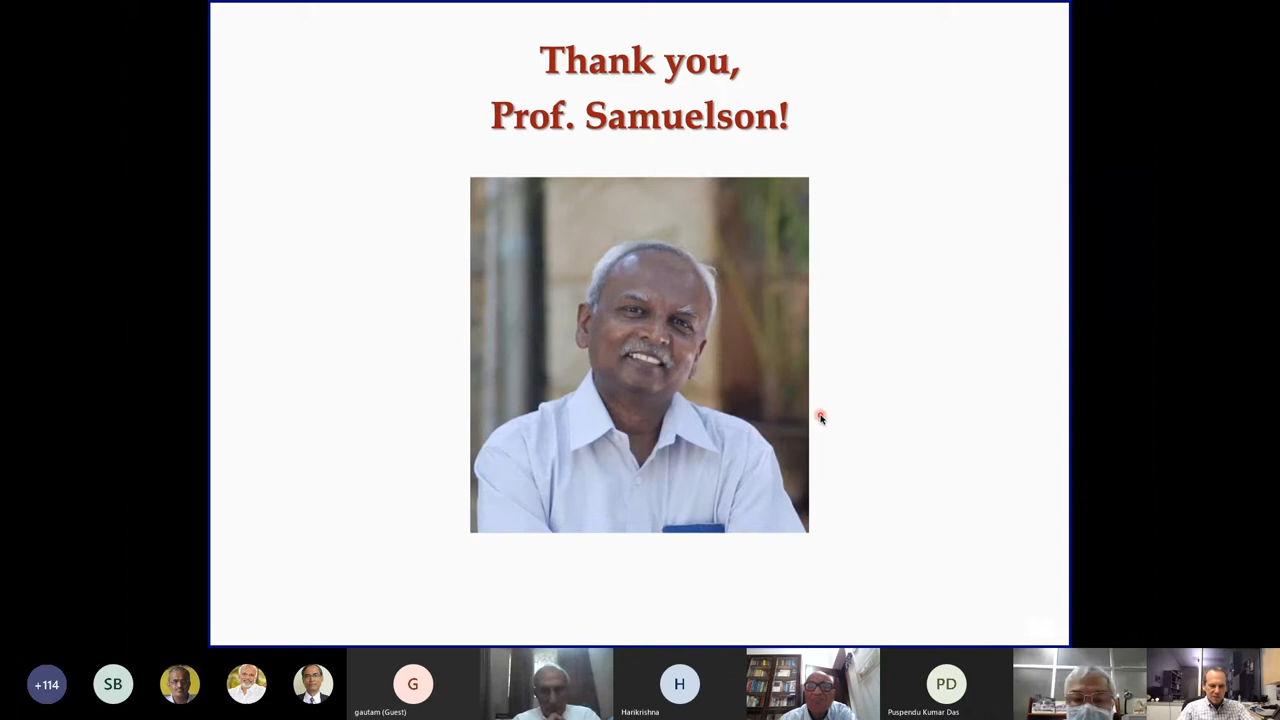 Thank you,
Prof. Samuelson!
+114
SB
G
gautam (Guest)
H
Harikrishna
PD
Puspendu Kumar Das